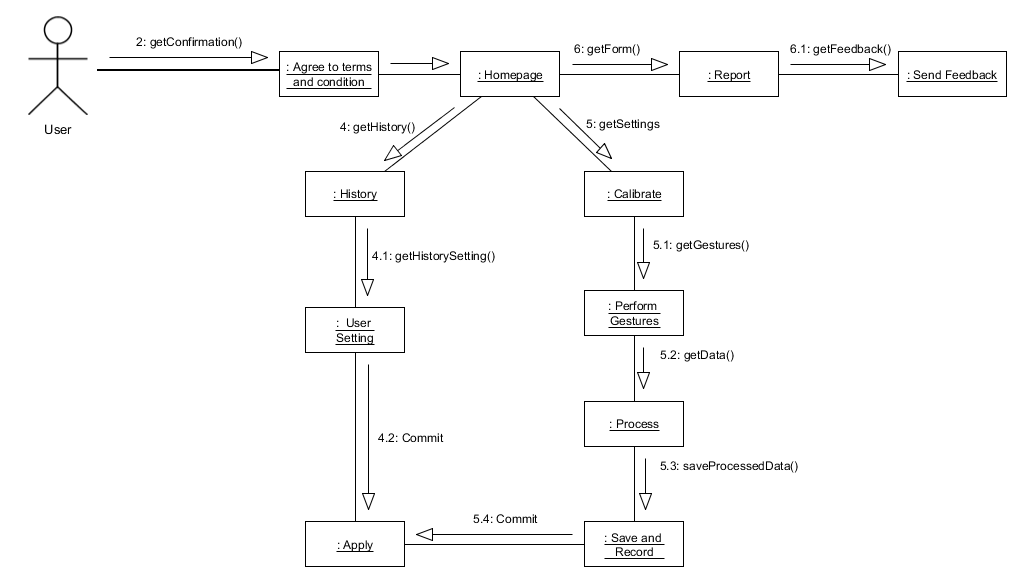 2: getConfirmation()
6: getForm()
6.1: getFeedback()
: Agree to terms
and condition
: Homepage
: Report
: Send Feedback
User
4: getHistory()
5: getSettings
: History
: Calibrate
4.1: getHistorySetting()
5.1: getGestures()
: User
Setting
: Perform
Gestures
5.2: getData()
4.2: Commit
: Process
5.3: saveProcessedData()
5.4: Commit
: Apply
: Save and
Record